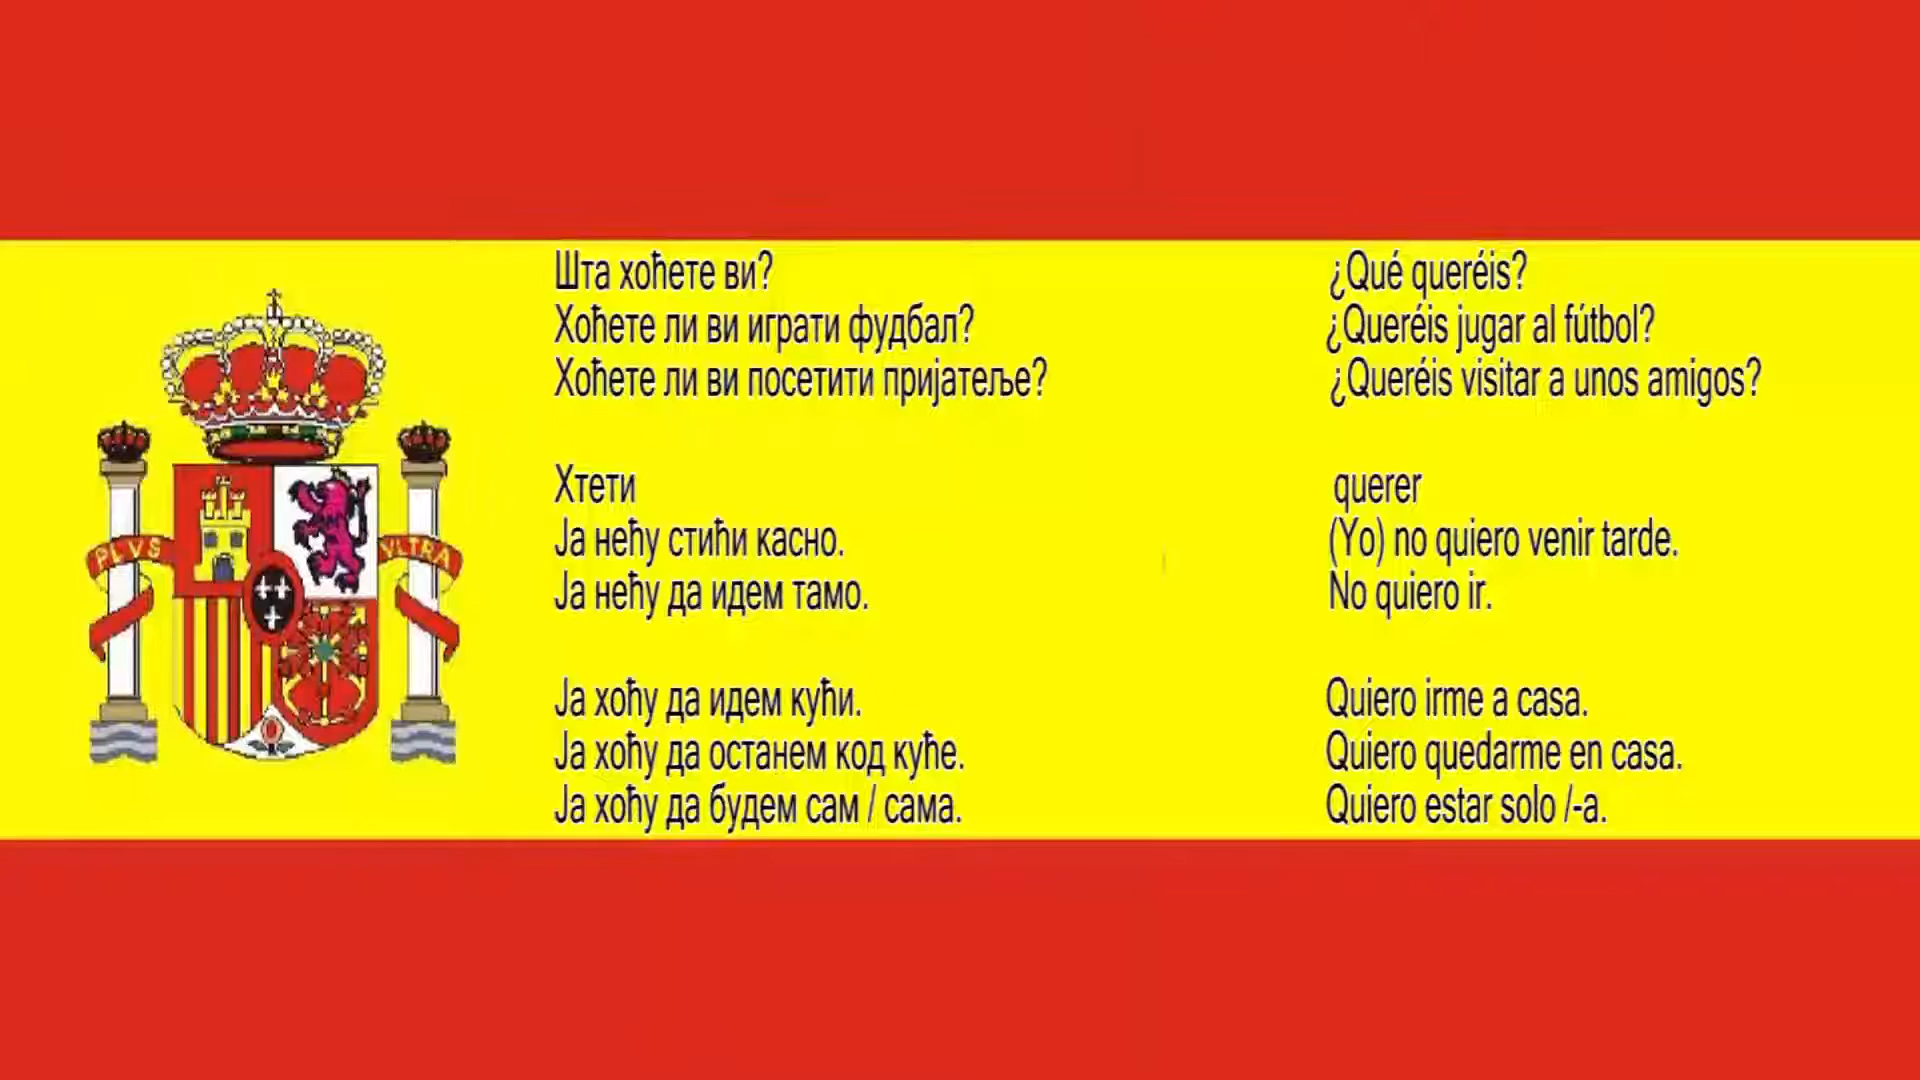 Шта хоћете ви?
Хоћете ли ви играти фудбал?
Хоћете ли ви посетити пријатеље?
Хтети
Ја нећу стићи касно.
Ја нећу да идем тамо.
Ја хоћу да идем кући.
Ја хоћу да останем код куће.
Ја хоћу да будем сам / сама.
¿Qué queréis?
¿Queréis jugar al fútbol?
¿Queréis visitar a unos amigos?
querer
(Yo) no quiero venir tarde.
No quiero ir.
Quiero irme a casa.
Quiero quedarme en casa.
Quiero estar solo /-a.
PLVS
VLTRA